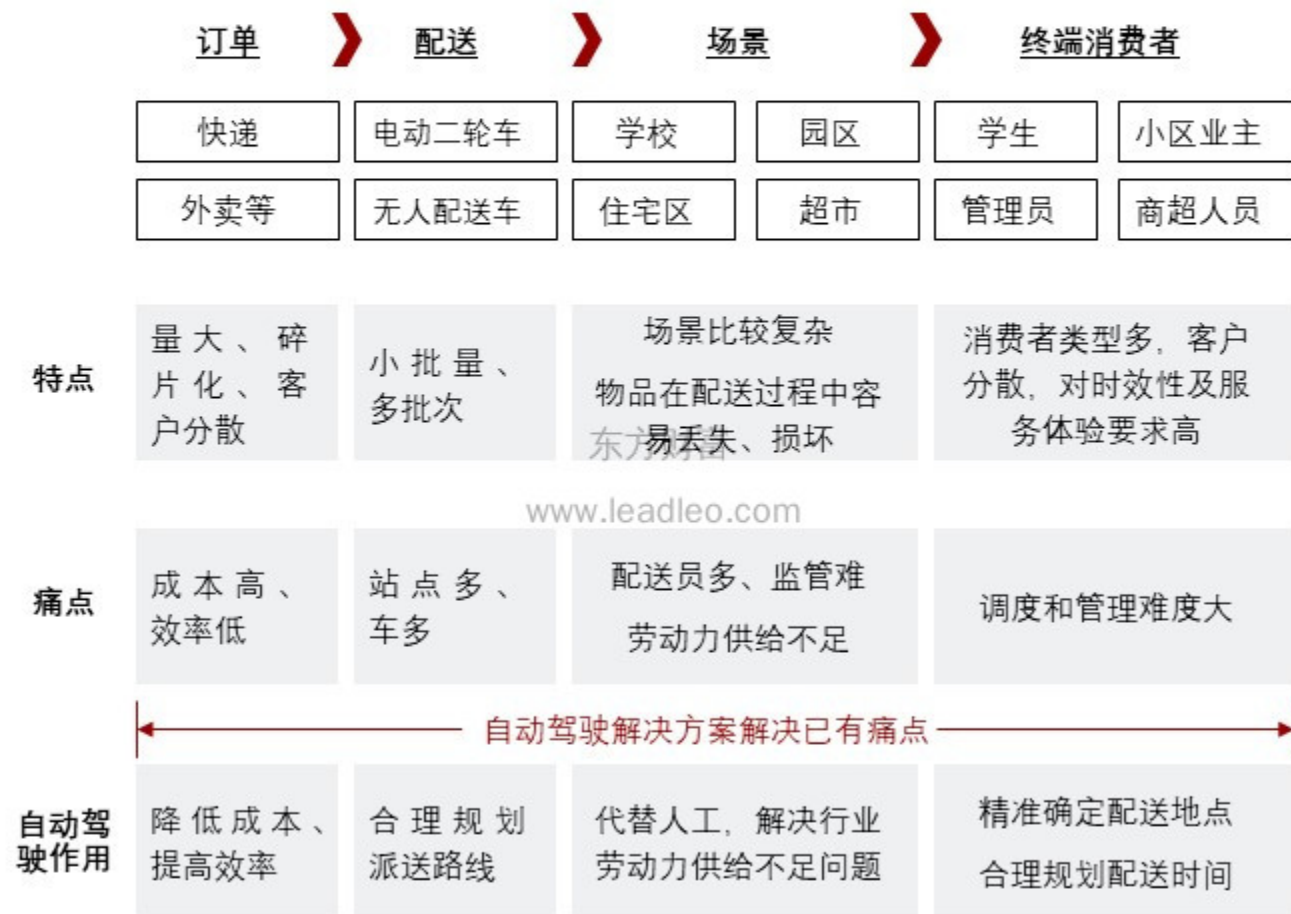 订单
配送
场景
终端消费者
快递
电动二轮车
学校
园区
学生
小区业主
外卖等
无人配送车
住宅区
超市
管理员
商超人员
特点
量大、碎
片化、客
户分散
小批量、
多批次
场景比较复杂
物品在配送过程中容
易丢失、损坏
东方财富
消费者类型多，客户
分散，对时效性及服
务体验要求高
www.leadleo.com
痛点
成本高、
效率低
站点多、
车多
配送员多、监管难
劳动力供给不足
调度和管理难度大
自动驾驶解决方案解决已有痛点
自动驾
驶作用
降低成本、
提高效率
合理规划
派送路线
代替人工，解决行业
劳动力供给不足问题
精准确定配送地点
合理规划配送时间